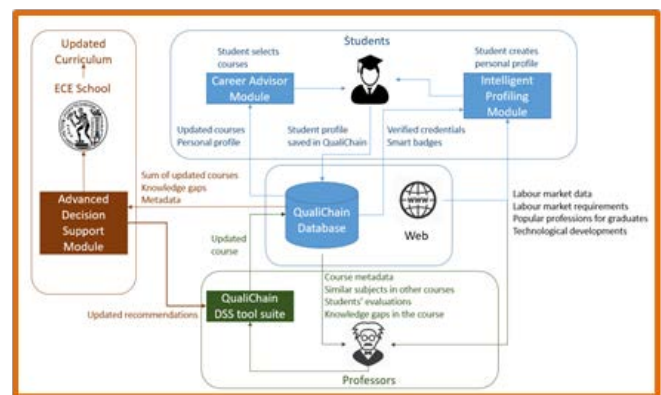 Updated
Curriculum
ECE School
Advanced
Decision
Support
Module
Students
Student selects
courses
Career Advisor
Module
Student creates
personal profile
Intelligent
Profiling
Module
Updated courses
Personal profile
Student profile
saved in QualiChain
Verified credentials
Smart badges
Sum of updated courses
Knowledge gaps
Metadata
QualiChain
Database
WWW
Web
Labour market data
Labour market requirements
Popular professions for graduates
Technological developments
Updated
course
Course metadata
Similar subjects in other courses
Students' evaluations
Knowledge gaps in the course
QualiChain
DSS tool suite
Updated recommendations
Professors